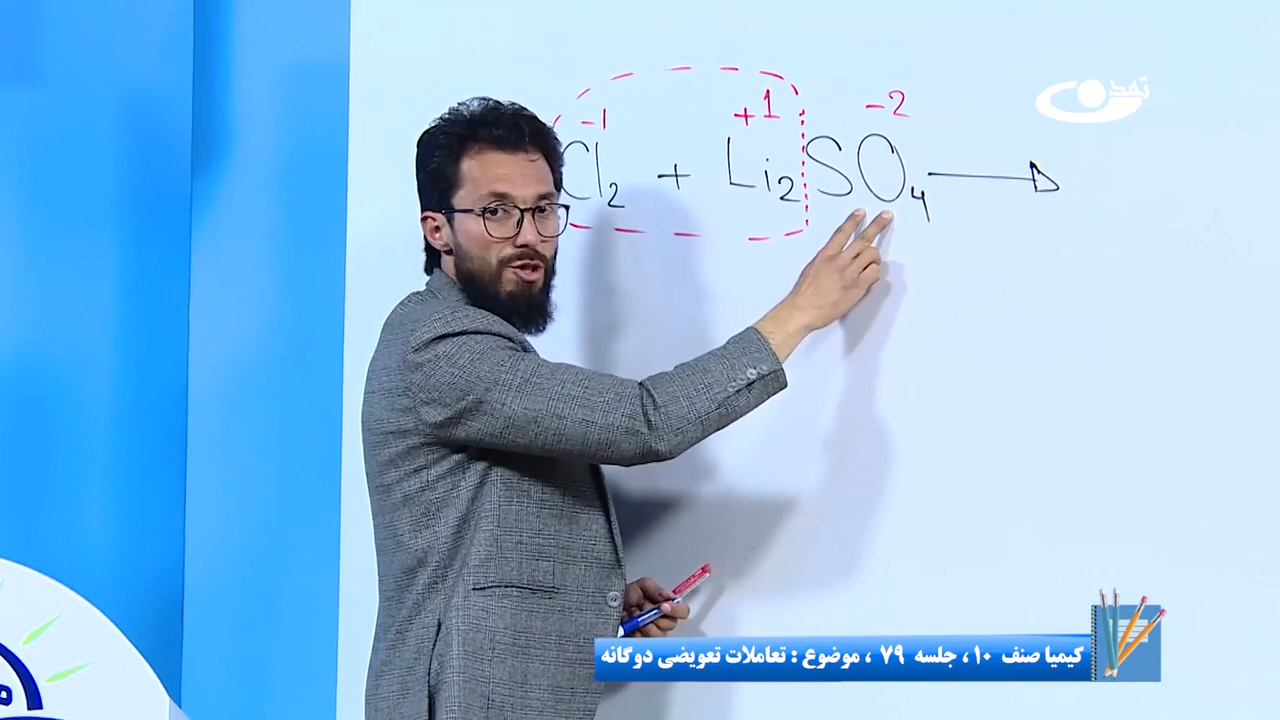 تمدن
-1 +1 -2
Cl₂ + Li₂SO₄ →
کیمیا صنف ۱۰ ، جلسه ۷۹ ، موضوع : تعاملات تعویضی دوگانه